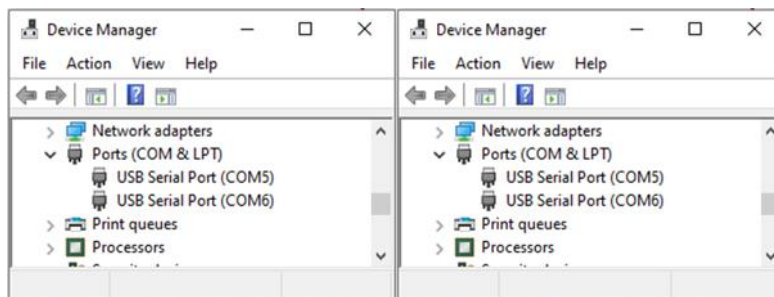 Device Manager
File Action View Help
Network adapters
Ports (COM & LPT)
USB Serial Port (COM5)
USB Serial Port (COM6)
Print queues
Processors
Device Manager
File Action View Help
Network adapters
Ports (COM & LPT)
USB Serial Port (COM5)
USB Serial Port (COM6)
Print queues
Processors